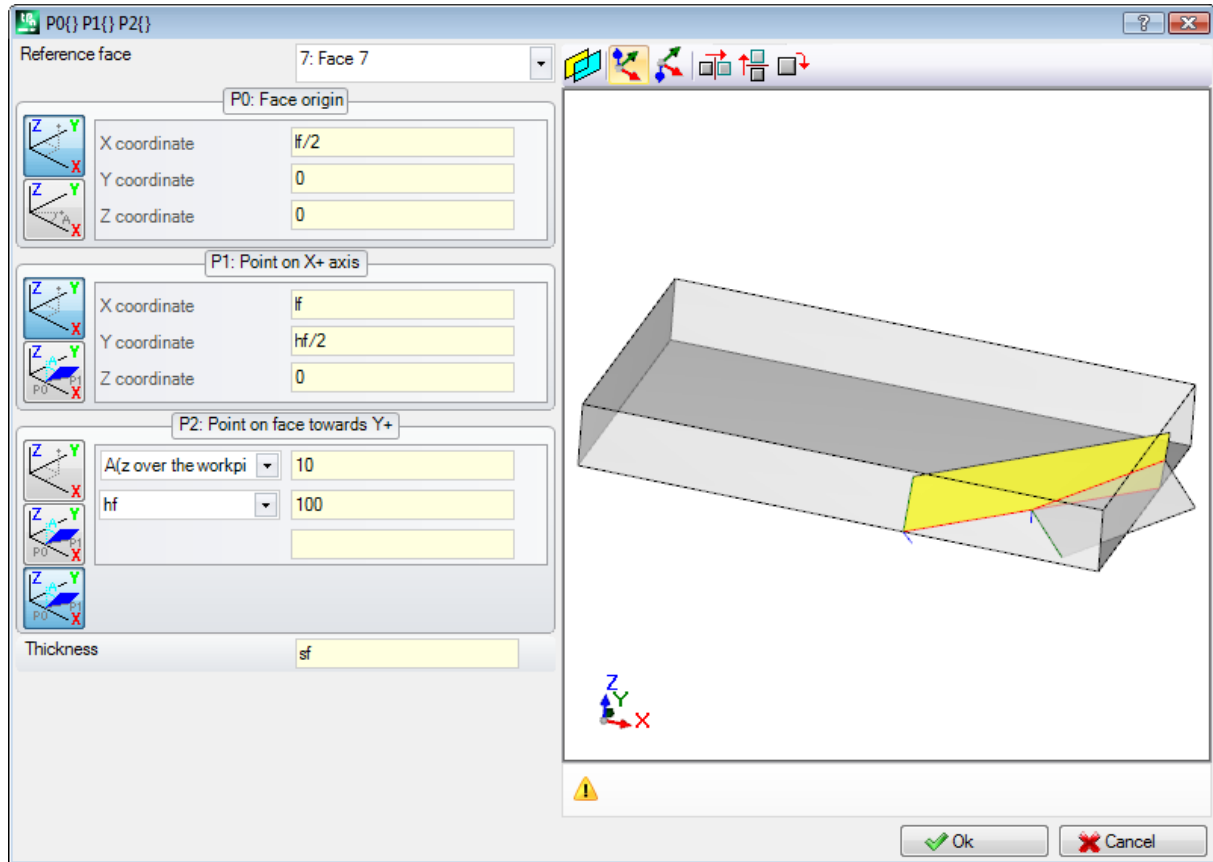 P0{} P1{} P2{}
Reference face
7: Face 7
P0: Face origin
X coordinate
lf/2
Y coordinate
0
Z coordinate
0
P1: Point on X+ axis
X coordinate
lf
Y coordinate
hf/2
Z coordinate
0
P2: Point on face towards Y+
A(z over the workpi
10
hf
100
Thickness
sf
Z
Y
X
Ok
Cancel